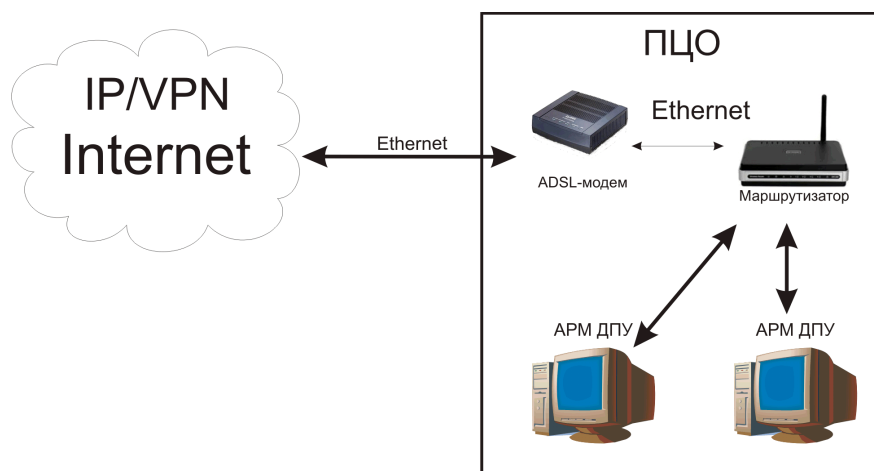 ПЦО
IP/VPN
Internet
Ethernet
Ethernet
ADSL-модем
Маршрутизатор
АРМ ДПУ
АРМ ДПУ